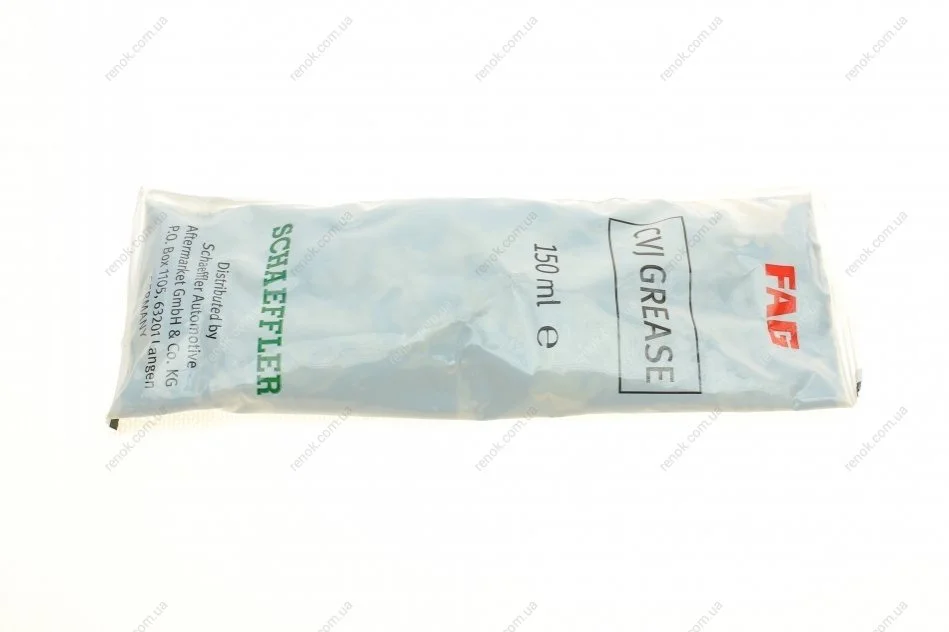 FAG
CVJ GREASE
150 ml e
SCHAEFFLER
Distributed by
Schaeffler Automotive
Aftermarket GmbH & Co. KG
P.O. Box 1105, 63201 Langen
GERMANY
renok.com.ua